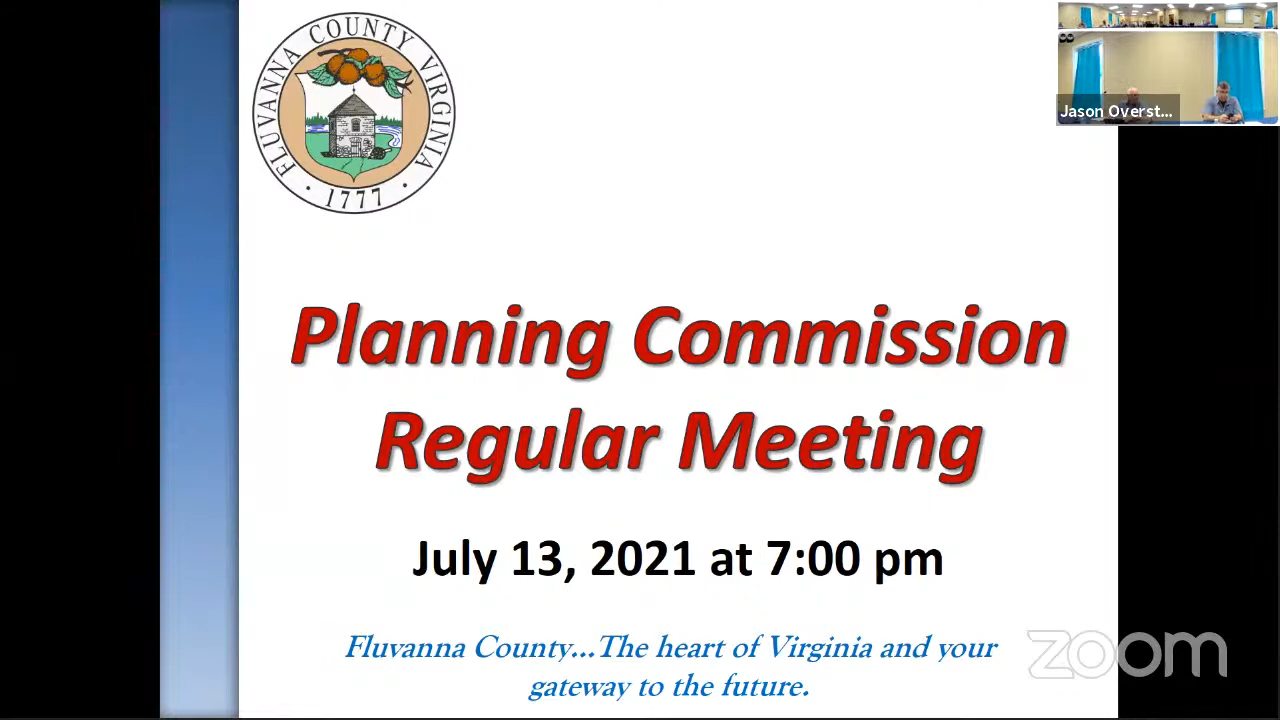 FLUVANNA COUNTY VIRGINIA
· 1777 ·
Jason Overst...
Planning Commission
Regular Meeting
July 13, 2021 at 7:00 pm
Fluvanna County...The heart of Virginia and your
gateway to the future.
zoom